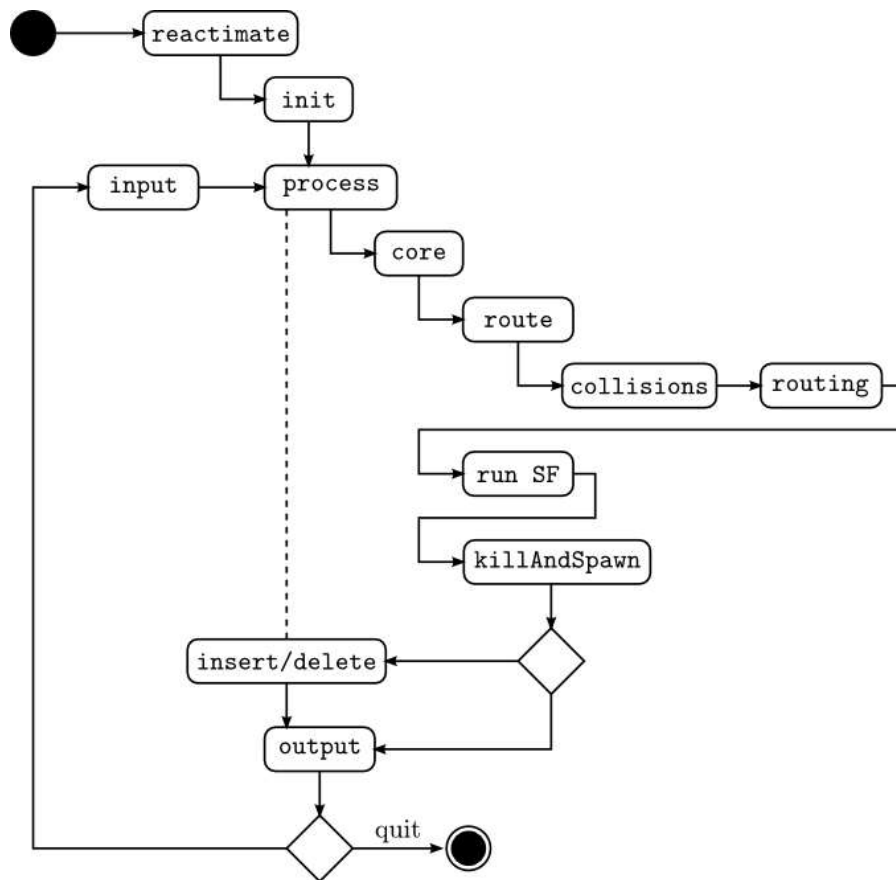 reactimate
init
input
process
core
route
collisions
routing
run SF
killAndSpawn
insert/delete
output
quit